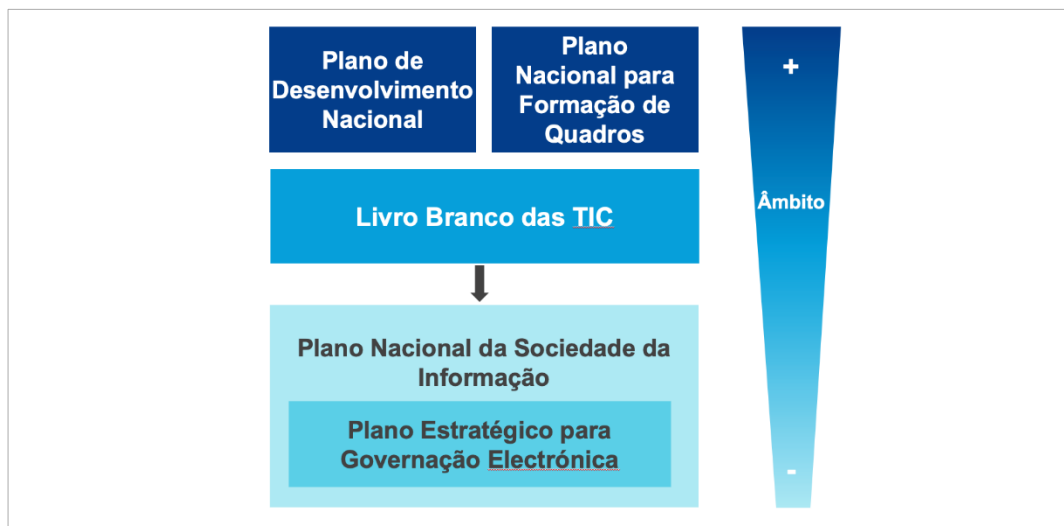 Plano de
Desenvolvimento
Nacional
Plano
Nacional para
Formação de
Quadros
+
Âmbito
Livro Branco das TIC
Plano Nacional da Sociedade da
Informação
Plano Estratégico para
Governação Electrónica
-